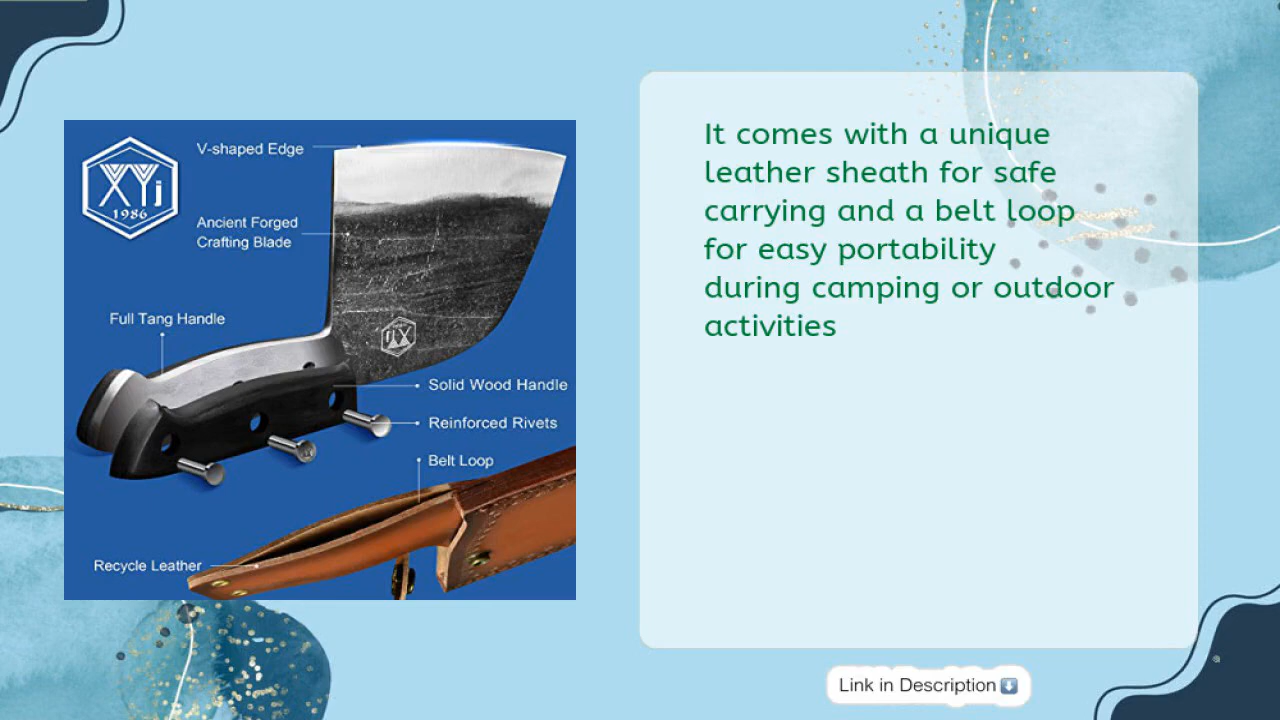 XYj
1986
V-shaped Edge
Ancient Forged
Crafting Blade
Full Tang Handle
Solid Wood Handle
Reinforced Rivets
Belt Loop
Recycle Leather
It comes with a unique
leather sheath for safe
carrying and a belt loop
for easy portability
during camping or outdoor
activities
Link in Description